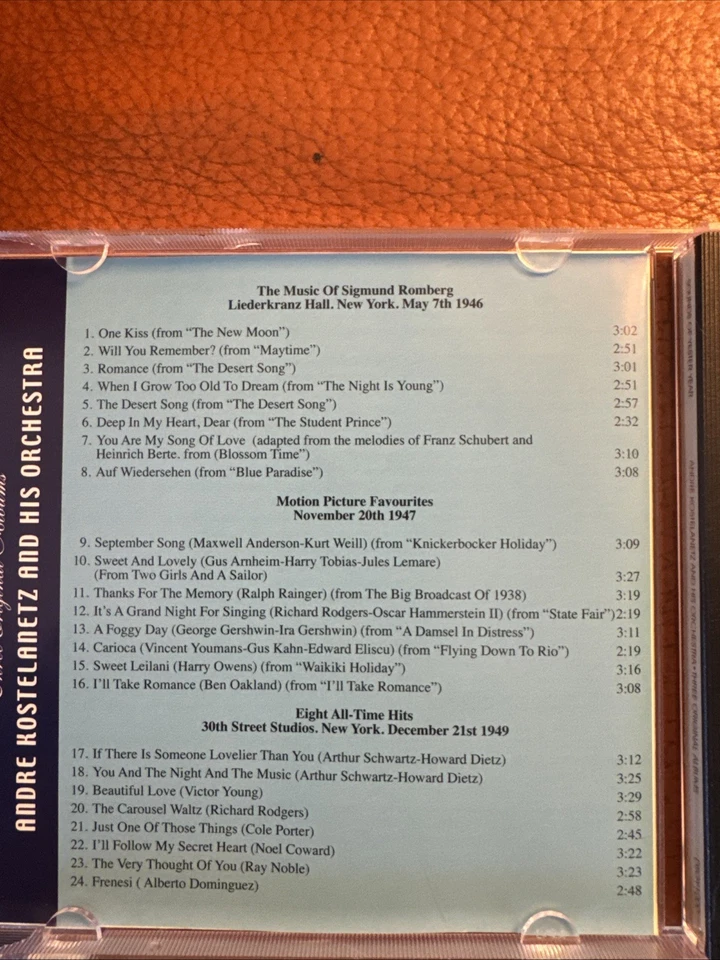 The Music Of Sigmund Romberg
Liederkranz Hall. New York. May 7th 1946
1. One Kiss (from “The New Moon”) 3:02
2. Will You Remember? (from “Maytime”) 2:51
3. Romance (from “The Desert Song”) 3:01
4. When I Grow Too Old To Dream (from “The Night Is Young”) 2:51
5. The Desert Song (from “The Desert Song”) 2:57
6. Deep In My Heart, Dear (from “The Student Prince”) 2:32
7. You Are My Song Of Love (adapted from the melodies of Franz Schubert and
Heinrich Berte. from (Blossom Time”) 3:10
8. Auf Wiedersehen (from “Blue Paradise”) 3:08
Motion Picture Favourites
November 20th 1947
9. September Song (Maxwell Anderson-Kurt Weill) (from “Knickerbocker Holiday”) 3:09
10. Sweet And Lovely (Gus Arnheim-Harry Tobias-Jules Lemare)
(From Two Girls And A Sailor) 3:27
11. Thanks For The Memory (Ralph Rainger) (from The Big Broadcast Of 1938) 3:19
12. It’s A Grand Night For Singing (Richard Rodgers-Oscar Hammerstein II) (from “State Fair”) 2:19
13. A Foggy Day (George Gershwin-Ira Gershwin) (from “A Damsel In Distress”) 3:11
14. Carioca (Vincent Youmans-Gus Kahn-Edward Eliscu) (from “Flying Down To Rio”) 2:19
15. Sweet Leilani (Harry Owens) (from “Waikiki Holiday”) 3:16
16. I’ll Take Romance (Ben Oakland) (from “I’ll Take Romance”) 3:08
Eight All-Time Hits
30th Street Studios. New York. December 21st 1949
17. If There Is Someone Lovelier Than You (Arthur Schwartz-Howard Dietz) 3:12
18. You And The Night And The Music (Arthur Schwartz-Howard Dietz) 3:25
19. Beautiful Love (Victor Young) 3:29
20. The Carousel Waltz (Richard Rodgers) 2:58
21. Just One Of Those Things (Cole Porter) 2:45
22. I’ll Follow My Secret Heart (Noel Coward) 3:22
23. The Very Thought Of You (Ray Noble) 3:23
24. Frenesi ( Alberto Dominguez) 2:48
ANDRE KOSTELANETZ AND HIS ORCHESTRA
ANDRE KOSTELANETZ AND HIS ORCHESTRA • THREE ORIGINAL ALBUMS